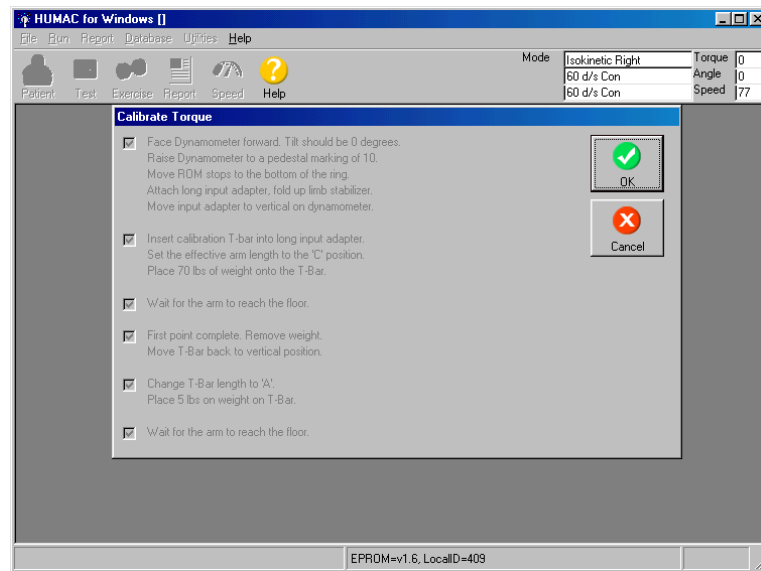 HUMAC for Windows []
File Run Report Database Utilities Help
Patient Test Exercise Report Speed Help
Mode Isokinetic Right Torque 0
60 d/s Con Angle 0
60 d/s Con Speed 77
Calibrate Torque
Face Dynamometer forward. Tilt should be 0 degrees.
Raise Dynamometer to a pedestal marking of 10.
Move ROM stops to the bottom of the ring.
Attach long input adapter, fold up limb stabilizer.
Move input adapter to vertical on dynamometer.
OK
Insert calibration T-bar into long input adapter.
Set the effective arm length to the 'C' position.
Place 70 lbs of weight onto the T-Bar.
Cancel
Wait for the arm to reach the floor.
First point complete. Remove weight.
Move T-Bar back to vertical position.
Change T-Bar length to 'A'.
Place 5 lbs on weight on T-Bar.
Wait for the arm to reach the floor.
EPROM=v1.6, LocalID=409